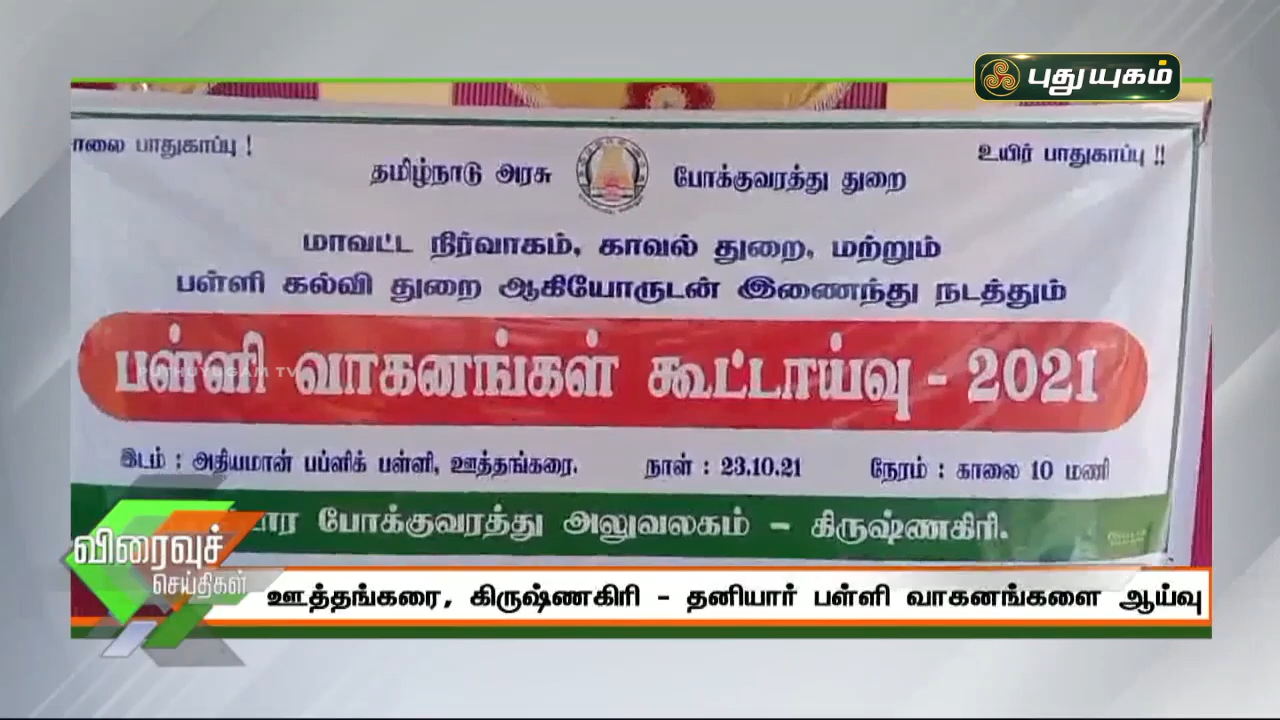 புதுயுகம்
பாதுகாப்பு ! உயிர் பாதுகாப்பு !!
தமிழ்நாடு அரசு போக்குவரத்து துறை
மாவட்ட நிர்வாகம், காவல் துறை, மற்றும்
பள்ளி கல்வி துறை ஆகியோருடன் இணைந்து நடத்தும்
பள்ளி வாகனங்கள் கூட்டாய்வு - 2021
PUTHUYUGAM TV
இடம் : அதியமான் பப்ளிக் பள்ளி, ஊத்தங்கரை. நாள் : 23.10.21 நேரம் : காலை 10 மணி
போக்குவரத்து அலுவலகம் - கிருஷ்ணகிரி.
விரைவுச்
செய்திகள்
ஊத்தங்கரை, கிருஷ்ணகிரி - தனியார் பள்ளி வாகனங்களை ஆய்வு